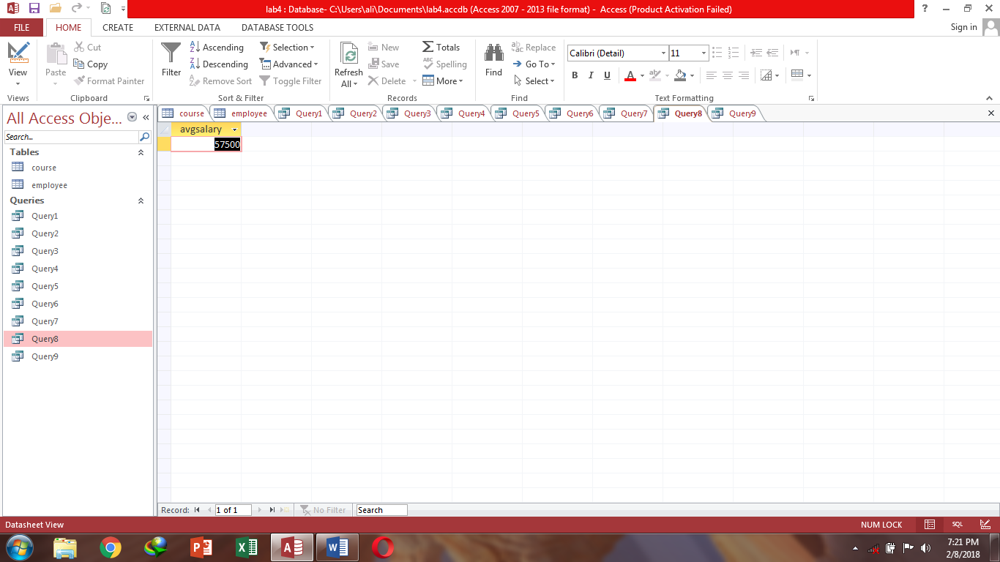 lab4 : Database- C:\Users\ali\Documents\lab4.accdb (Access 2007 - 2013 file format) - Access (Product Activation Failed)
?
FILE HOME CREATE EXTERNAL DATA DATABASE TOOLS Sign in
View
Views
Paste
Cut
Copy
Format Painter
Clipboard
Filter
Ascending
Descending
Remove Sort
Selection
Advanced
Toggle Filter
Sort & Filter
Refresh
All
New
Save
Delete
Totals
Spelling
More
Records
Find
Replace
Go To
Select
Find
Calibri (Detail) 11
B I U A
Text Formatting
All Access Obje...
Search...
Tables
course
employee
Queries
Query1
Query2
Query3
Query4
Query5
Query6
Query7
Query8
Query9
course employee Query1 Query2 Query3 Query4 Query5 Query6 Query7 Query8 Query9
avgsalary
57500
Record: 1 of 1 No Filter Search
Datasheet View NUM LOCK SQL
7:21 PM
2/8/2018